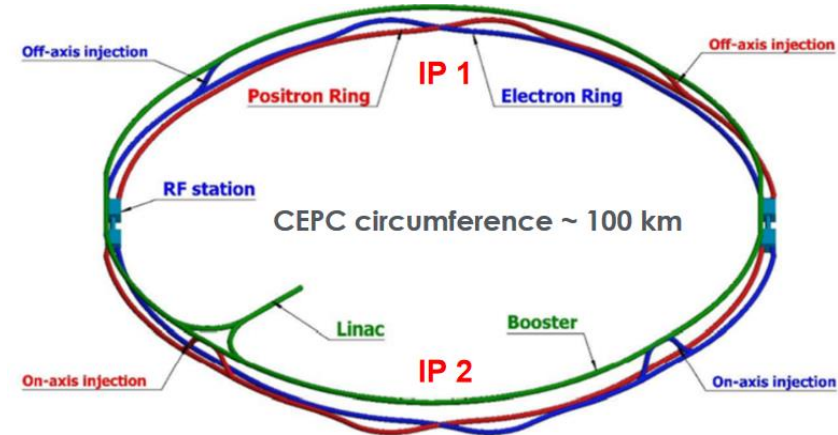 Off-axis injection
Off-axis injection
IP 1
Positron Ring
Electron Ring
RF station
CEPC circumference ~ 100 km
Linac
Booster
IP 2
On-axis injection
On-axis injection